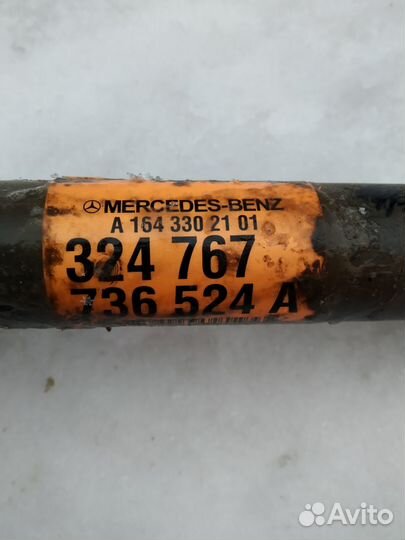 MERCEDES-BENZ
A 164 330 21 01
324 767
736 524 A
Avito